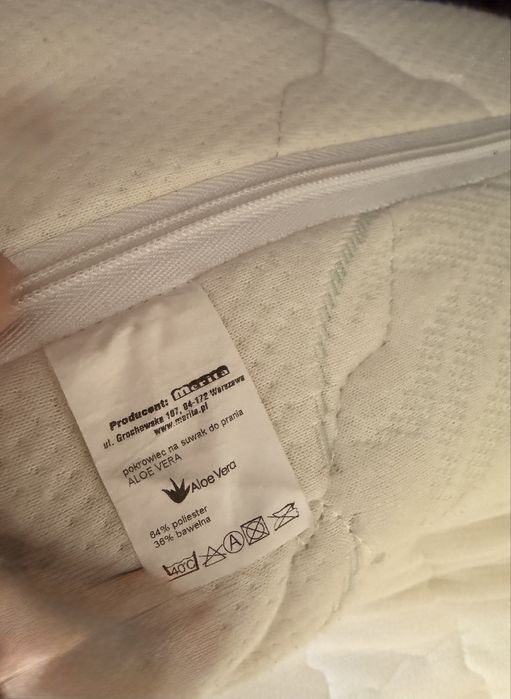 Producent: merita
ul. Grochowska 107, 04-172 Warszawa
www.marita.pl
pokrowiec na suwak do prania
ALOE VERA
Aloe Vera
64% poliester
36% bawełna
40°C A